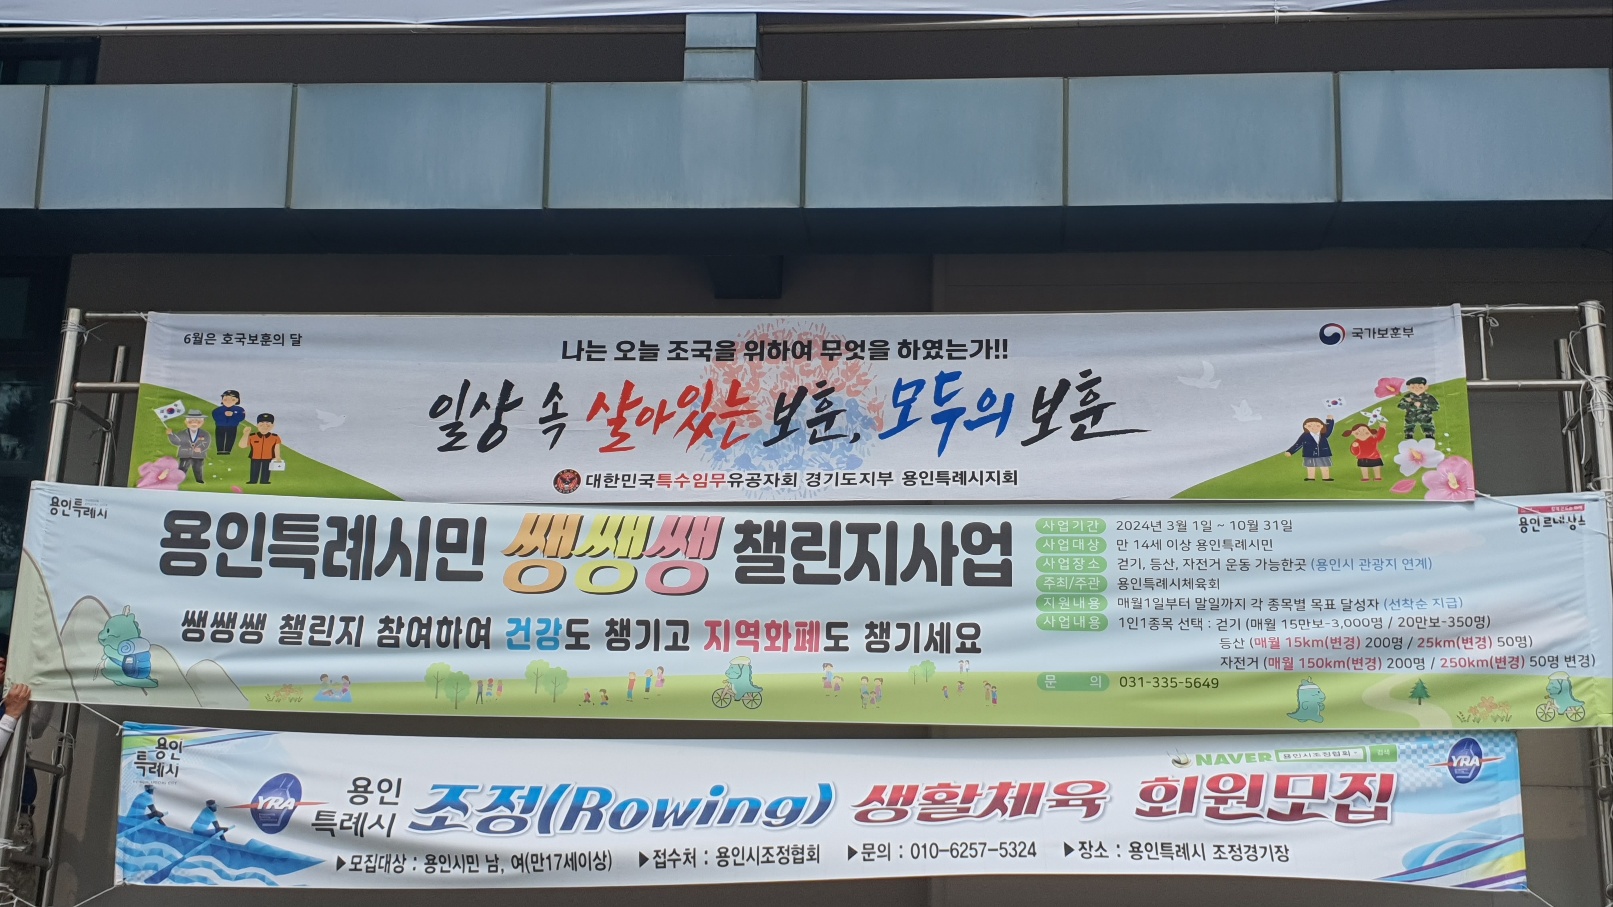 6월은 호국보훈의 달
국가보훈부
나는 오늘 조국을 위하여 무엇을 하였는가!!
일상 속 살아있는 보훈, 모두의 보훈
대한민국특수임무유공자회 경기도지부 용인특례시지회
용인특례시
용인특례시민 쌩쌩쌩 챌린지사업
쌩쌩쌩 챌린지 참여하여 건강도 챙기고 지역화폐도 챙기세요
용인르네상스
사업기간 2024년 3월 1일 ~ 10월 31일
사업대상 만 14세 이상 용인특례시민
사업장소 걷기, 등산, 자전거 운동 가능한곳 (용인시 관광지 연계)
주최/주관 용인특례시체육회
지원내용 매월1일부터 말일까지 각 종목별 목표 달성자 (선착순 지급)
사업내용 1인1종목 선택 : 걷기 (매월 15만보-3,000명 / 20만보-350명)
등산 (매월 15km(변경) 200명 / 25km(변경) 50명)
자전거 (매월 150km(변경) 200명 / 250km(변경) 50명 변경)
문 의 031-335-5649
용인
특례시
NAVER 용인시조정협회 검색
YRA
YRA
용인
특례시
조정(Rowing) 생활체육 회원모집
▶모집대상 : 용인시민 남, 여(만17세이상) ▶접수처 : 용인시조정협회 ▶문의 : 010-6257-5324 ▶장소 : 용인특례시 조정경기장